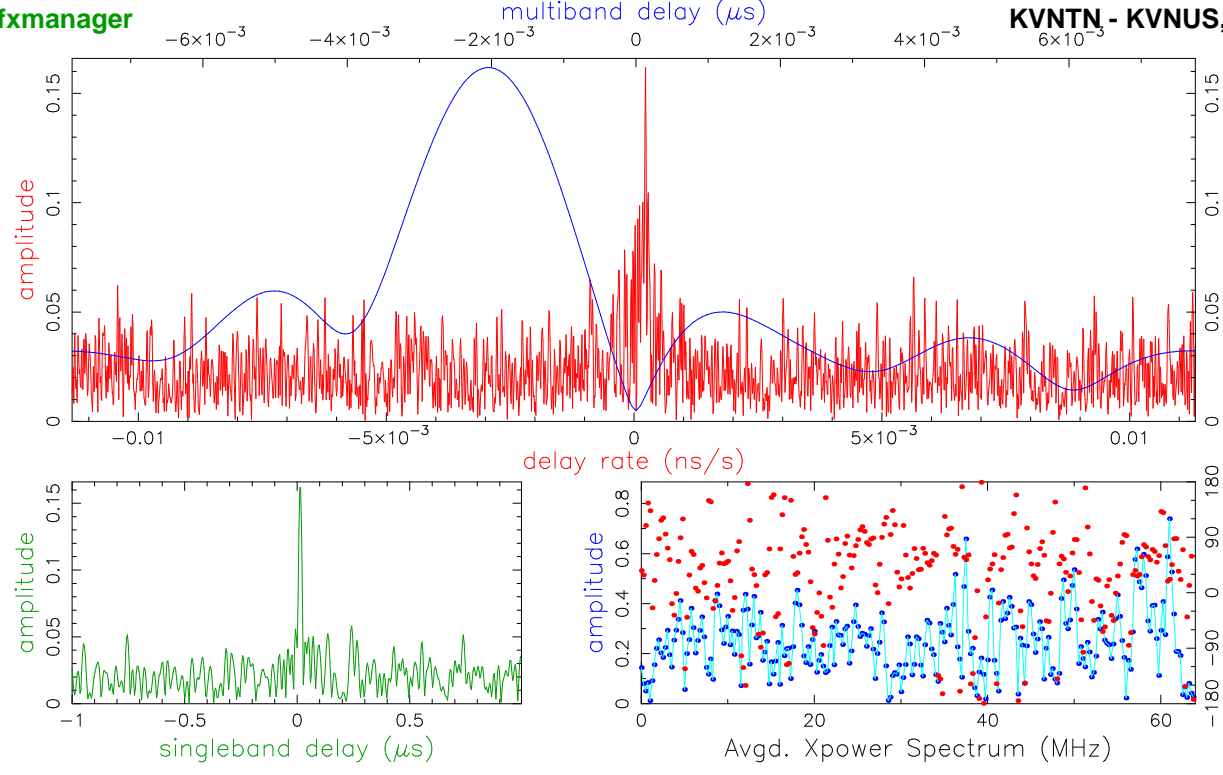 multiband delay (μs)
fxmanager
KVNTN - KVNUS,
−6×10⁻³ −4×10⁻³ −2×10⁻³ 0 2×10⁻³ 4×10⁻³ 6×10⁻³
amplitude
0 0.05 0.1 0.15
0 0.05 0.1 0.15
−0.01 −5×10⁻³ 0 5×10⁻³ 0.01
delay rate (ns/s)
amplitude
0 0.05 0.1 0.15
−1 −0.5 0 0.5
singleband delay (μs)
amplitude
0 0.2 0.4 0.6 0.8
−180 −90 0 90 180
0 20 40 60
Avgd. Xpower Spectrum (MHz)